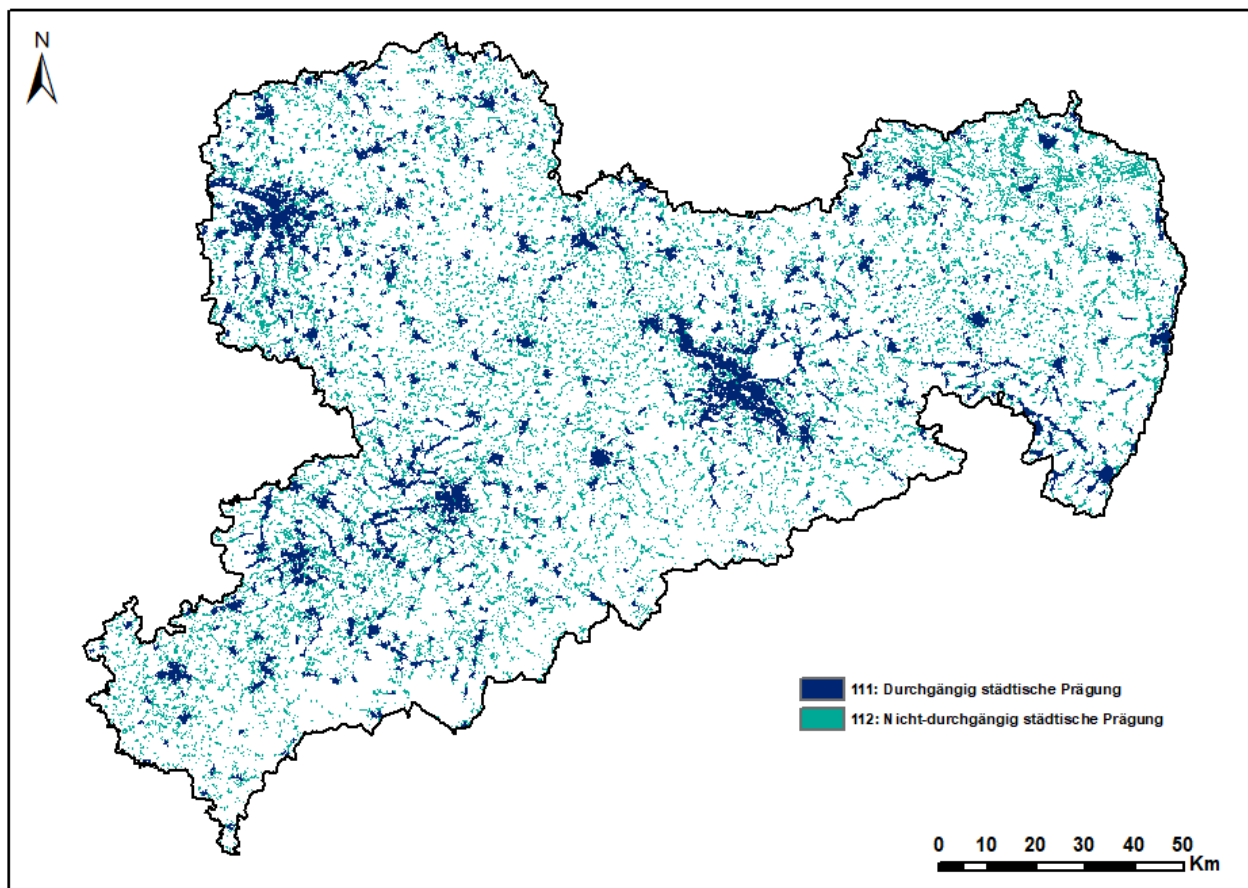 N
111: Durchgängig städtische Prägung
112: Nicht-durchgängig städtische Prägung
0 10 20 30 40 50
Km